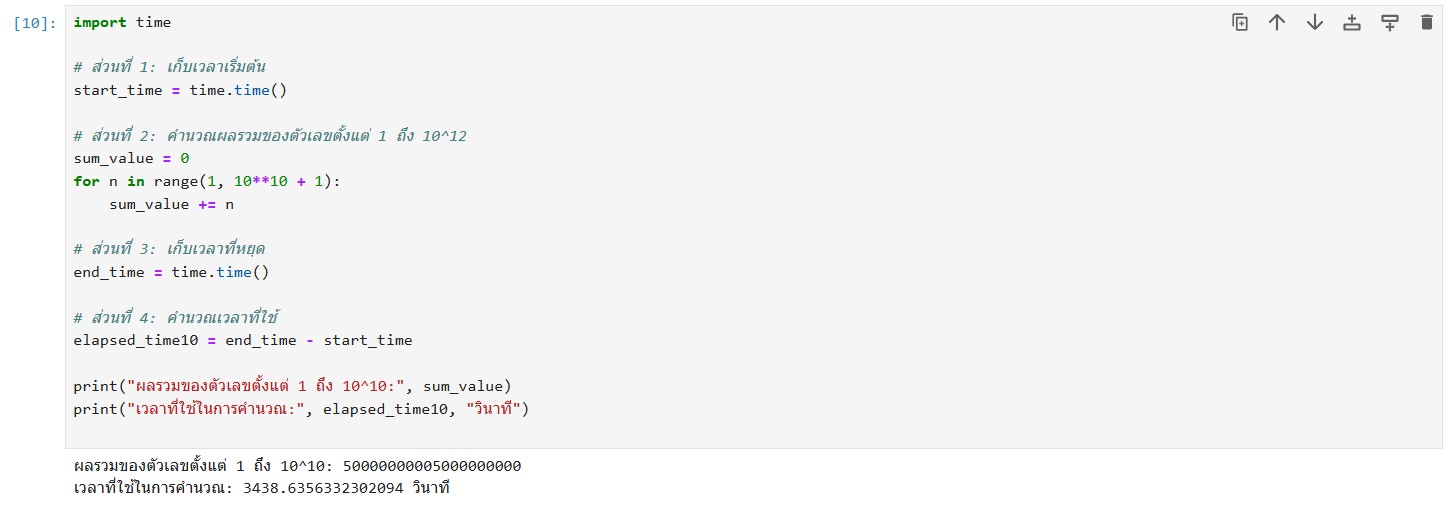 [10]:
import time
# ส่วนที่ 1: เก็บเวลาเริ่มต้น
start_time = time.time()
# ส่วนที่ 2: คำนวณผลรวมของตัวเลขตั้งแต่ 1 ถึง 10^12
sum_value = 0
for n in range(1, 10**10 + 1):
    sum_value += n
# ส่วนที่ 3: เก็บเวลาที่หยุด
end_time = time.time()
# ส่วนที่ 4: คำนวณเวลาที่ใช้
elapsed_time10 = end_time - start_time
print("ผลรวมของตัวเลขตั้งแต่ 1 ถึง 10^10:", sum_value)
print("เวลาที่ใช้ในการคำนวณ:", elapsed_time10, "วินาที")
ผลรวมของตัวเลขตั้งแต่ 1 ถึง 10^10: 50000000005000000000
เวลาที่ใช้ในการคำนวณ: 3438.6356332302094 วินาที